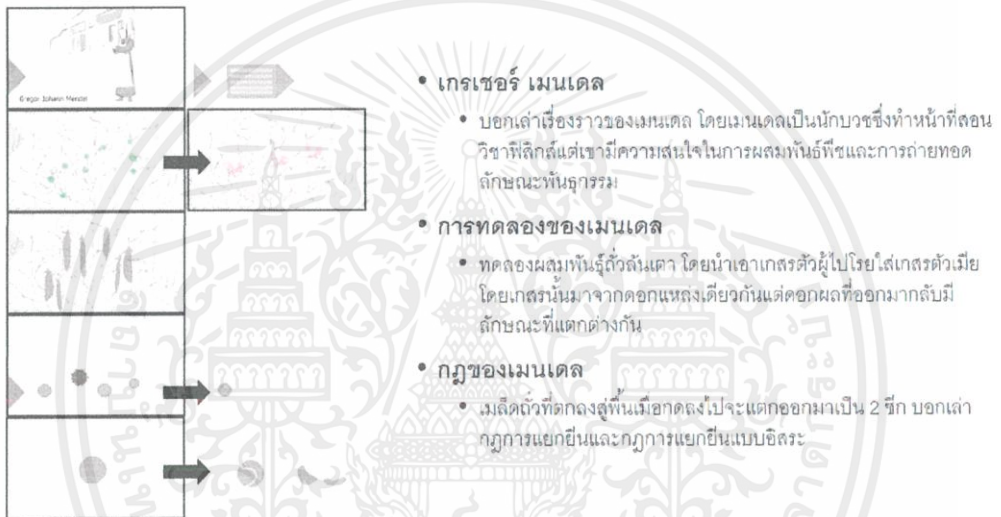 Gregor Johann Mendel
• เกรเชอร์ เมนเดล
• บอกเล่าเรื่องราวของเมนเดล โดยเมนเดลเป็นนักบวชซึ่งทำหน้าที่สอน
วิชาฟิสิกส์แต่เขามีความสนใจในการผสมพันธ์พืชและการถ่ายทอด
ลักษณะพันธุกรรม
• การทดลองของเมนเดล
• ทดลองผสมพันธุ์ถั่วลันเตา โดยนำเอาเกสรตัวผู้ไปโรยใส่เกสรตัวเมีย
โดยเกสรนั้นมาจากดอกแหล่งเดียวกันแต่ดอกผลที่ออกมากลับมี
ลักษณะที่แตกต่างกัน
• กฎของเมนเดล
• เมล็ดถั่วที่ตกลงสู่พื้นเมื่อกดลงไปจะแตกออกมาเป็น 2 ซีก บอกเล่า
กฎการแยกยีนและกฎการแยกยีนแบบอิสระ